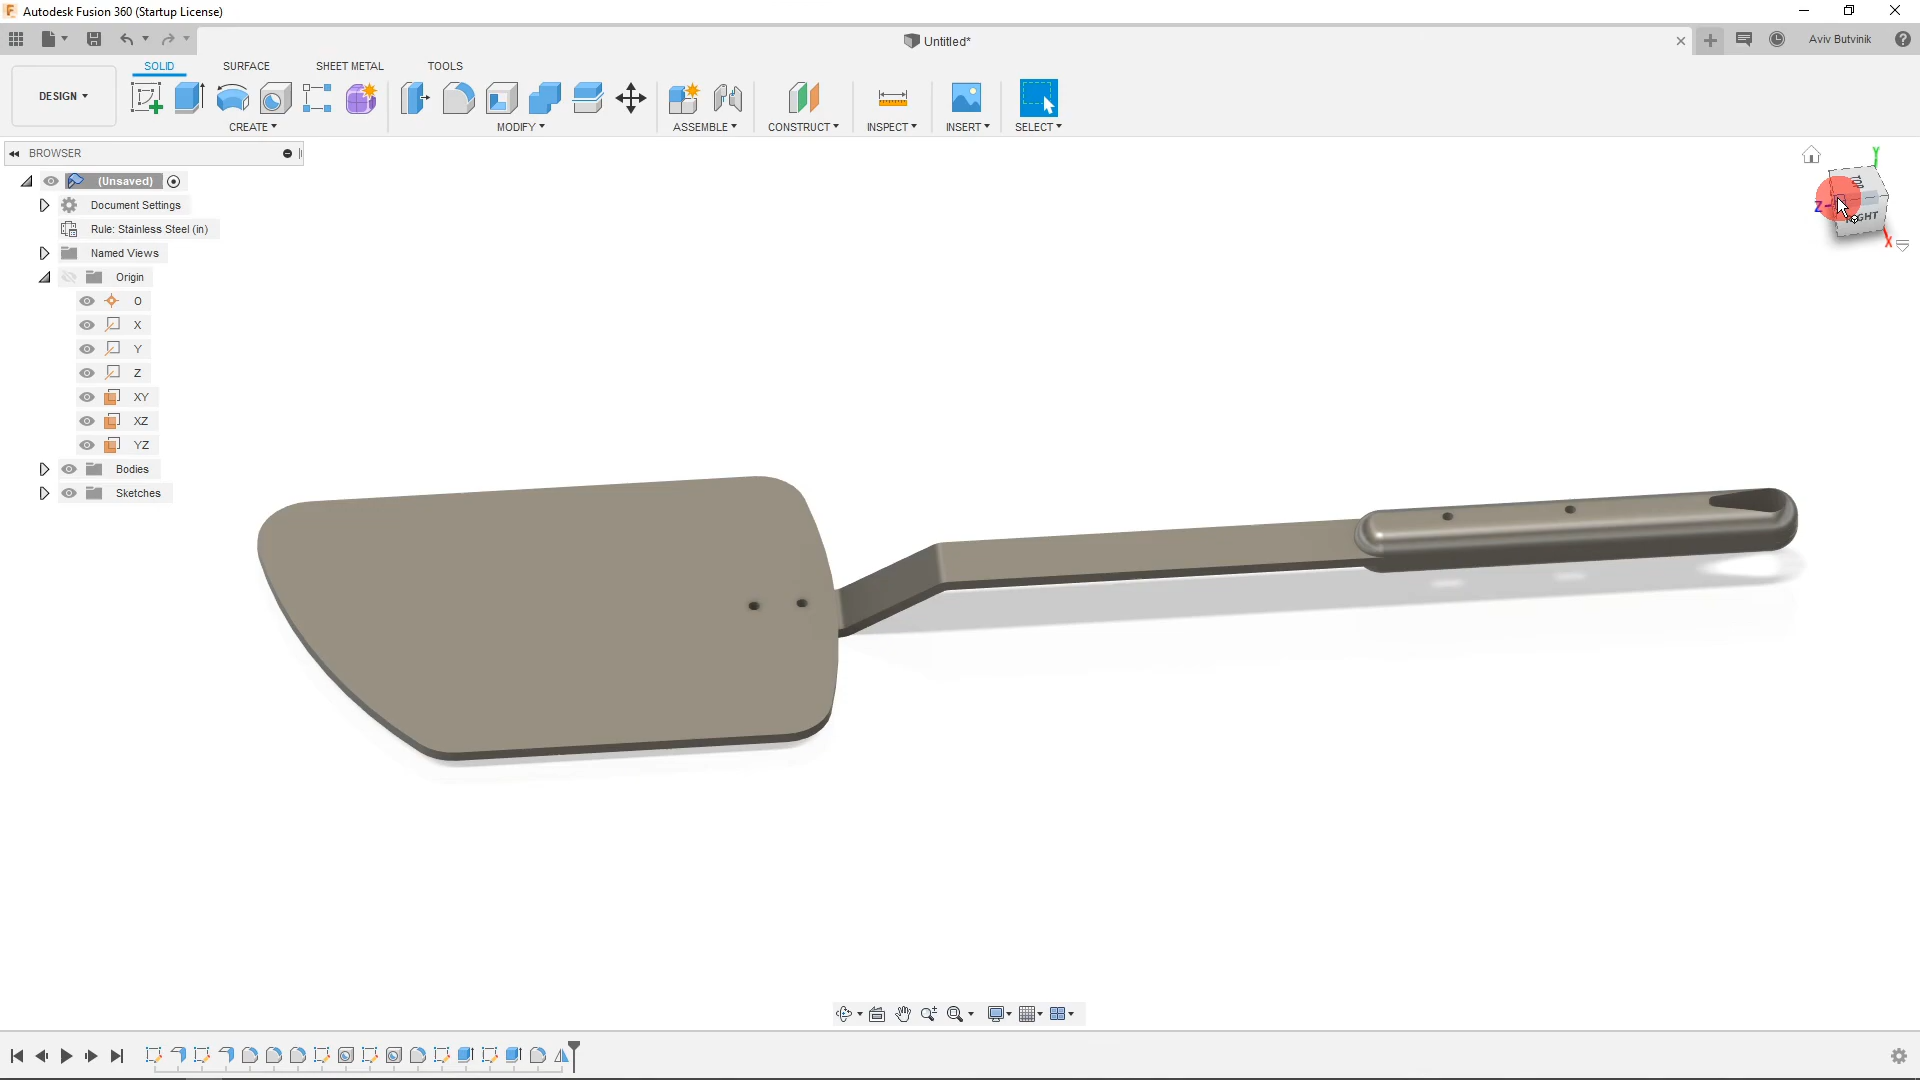 Autodesk Fusion 360 (Startup License)
Untitled*
Aviv Butvinik
DESIGN
SOLID
SURFACE
SHEET METAL
TOOLS
CREATE
MODIFY
ASSEMBLE
CONSTRUCT
INSPECT
INSERT
SELECT
BROWSER
(Unsaved)
Document Settings
Rule: Stainless Steel (in)
Named Views
Origin
O
X
Y
Z
XY
XZ
YZ
Bodies
Sketches
Y
TOP
Z
X